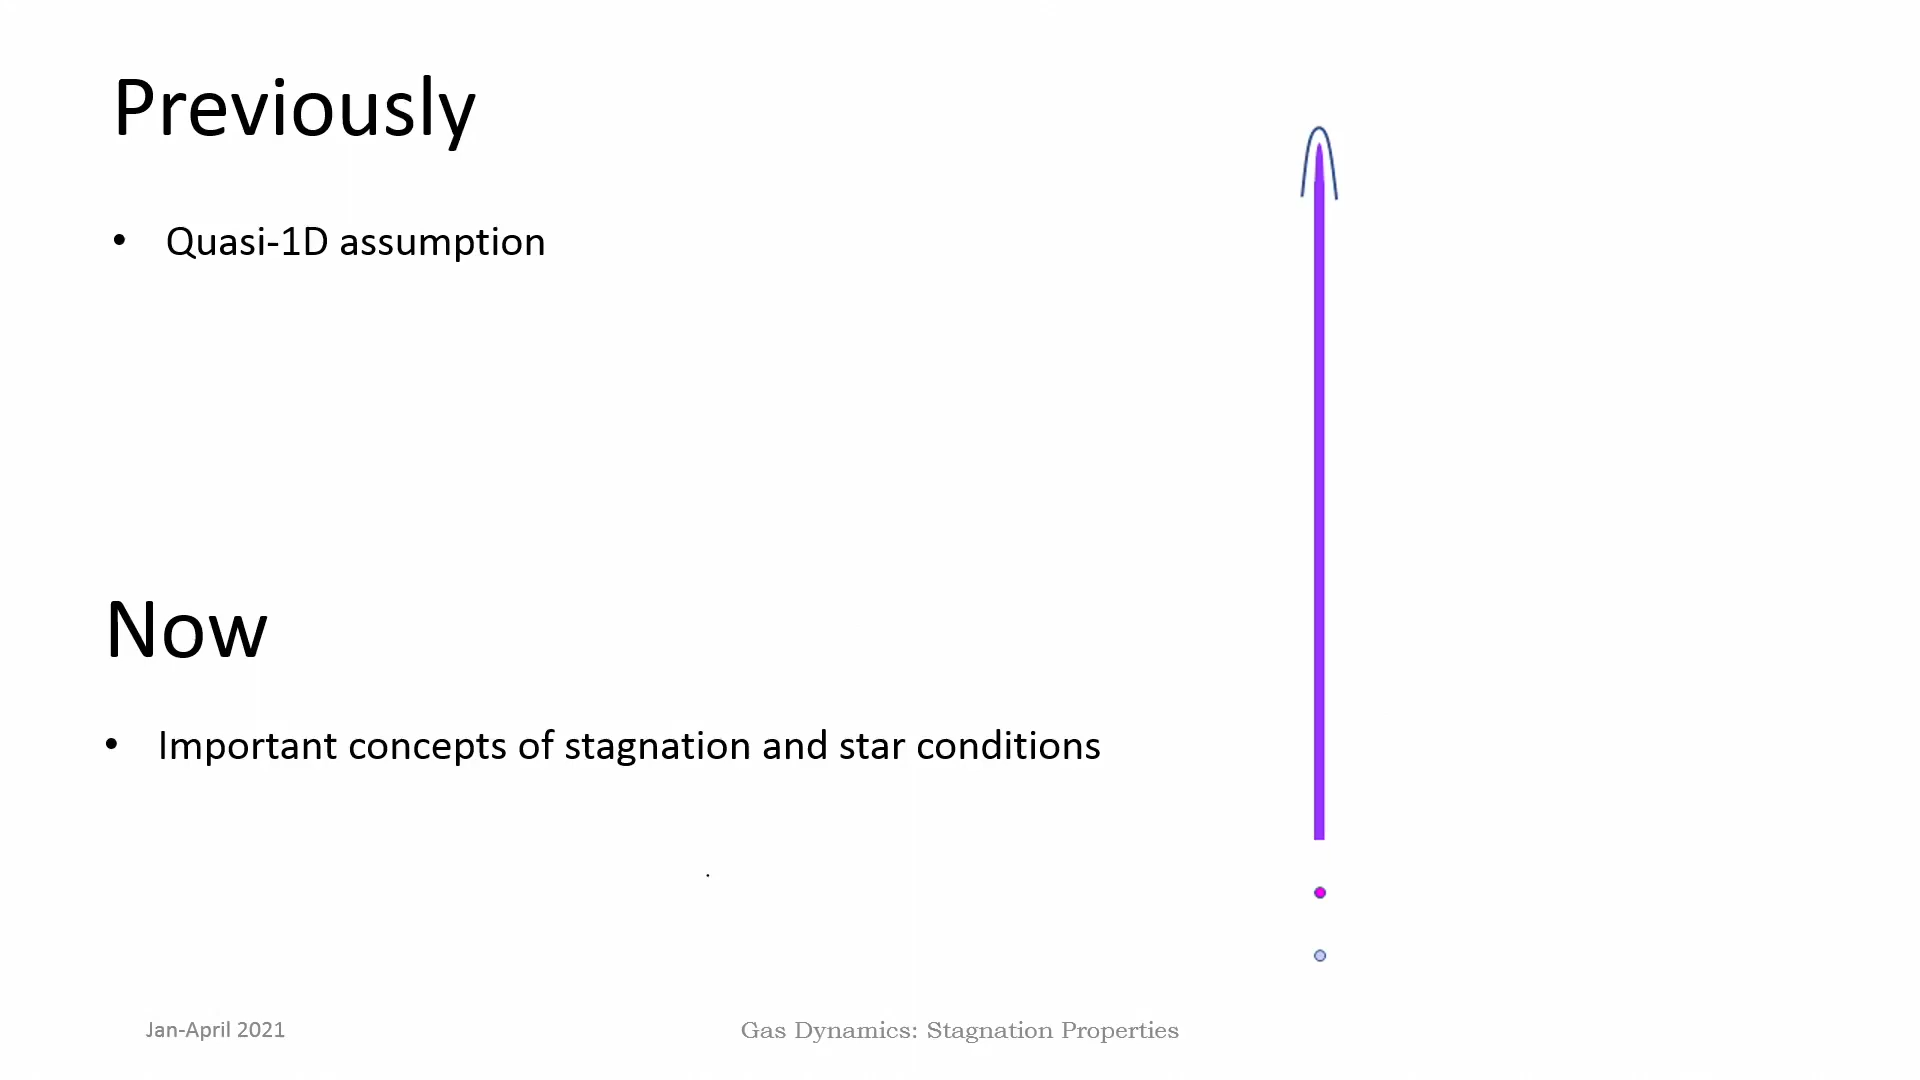 Previously
• Quasi-1D assumption
Now
• Important concepts of stagnation and star conditions
Jan-April 2021
Gas Dynamics: Stagnation Properties